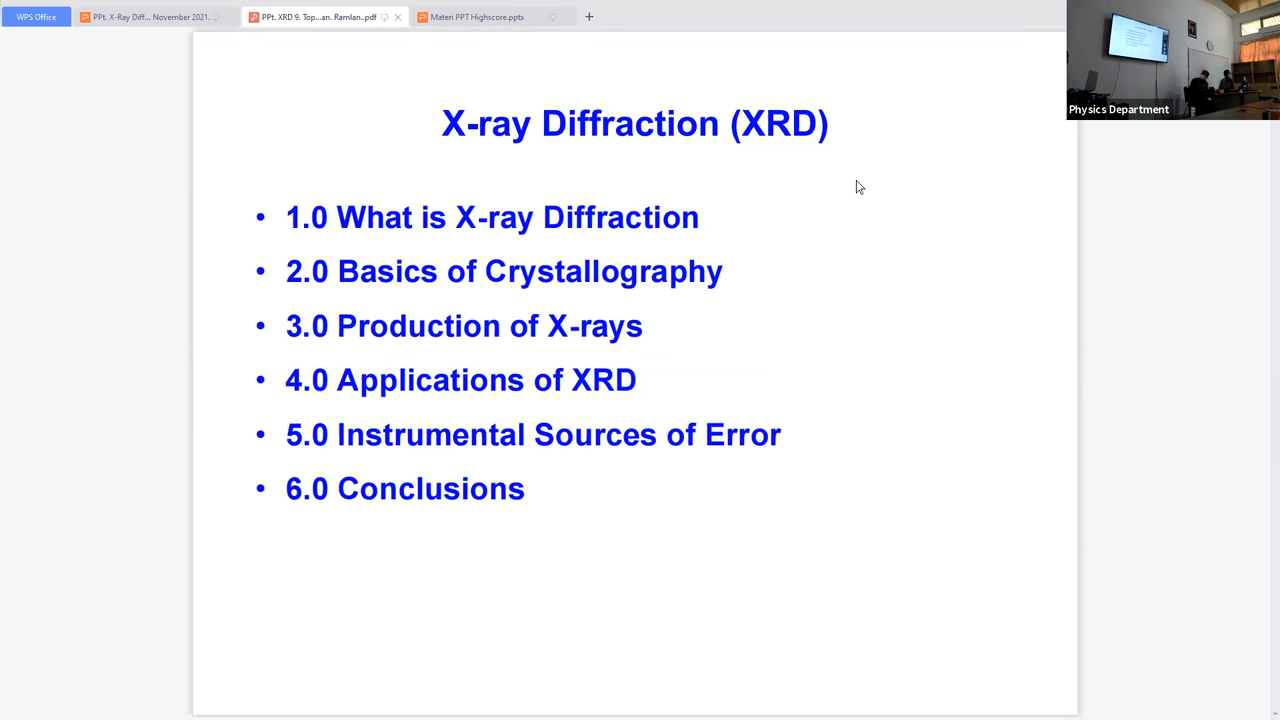 WPS Office
PPt. X-Ray Diff... November 2021.
PPt. XRD 9. Top...an. Ramlan..pdf
Materi PPT Highscore.pptx
Physics Department
X-ray Diffraction (XRD)
• 1.0 What is X-ray Diffraction
• 2.0 Basics of Crystallography
• 3.0 Production of X-rays
• 4.0 Applications of XRD
• 5.0 Instrumental Sources of Error
• 6.0 Conclusions